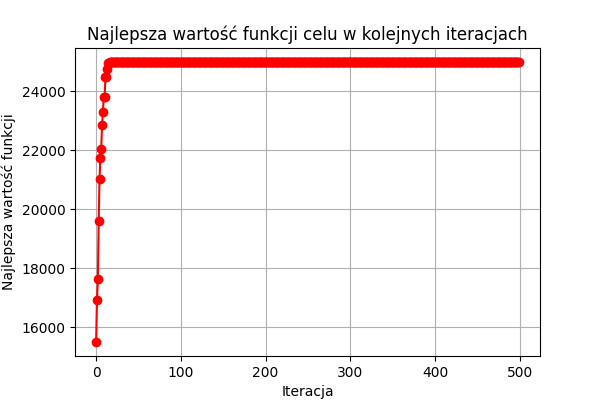 Najlepsza wartość funkcji celu w kolejnych iteracjach
Najlepsza wartość funkcji
24000
22000
20000
18000
16000
0 100 200 300 400 500
Iteracja